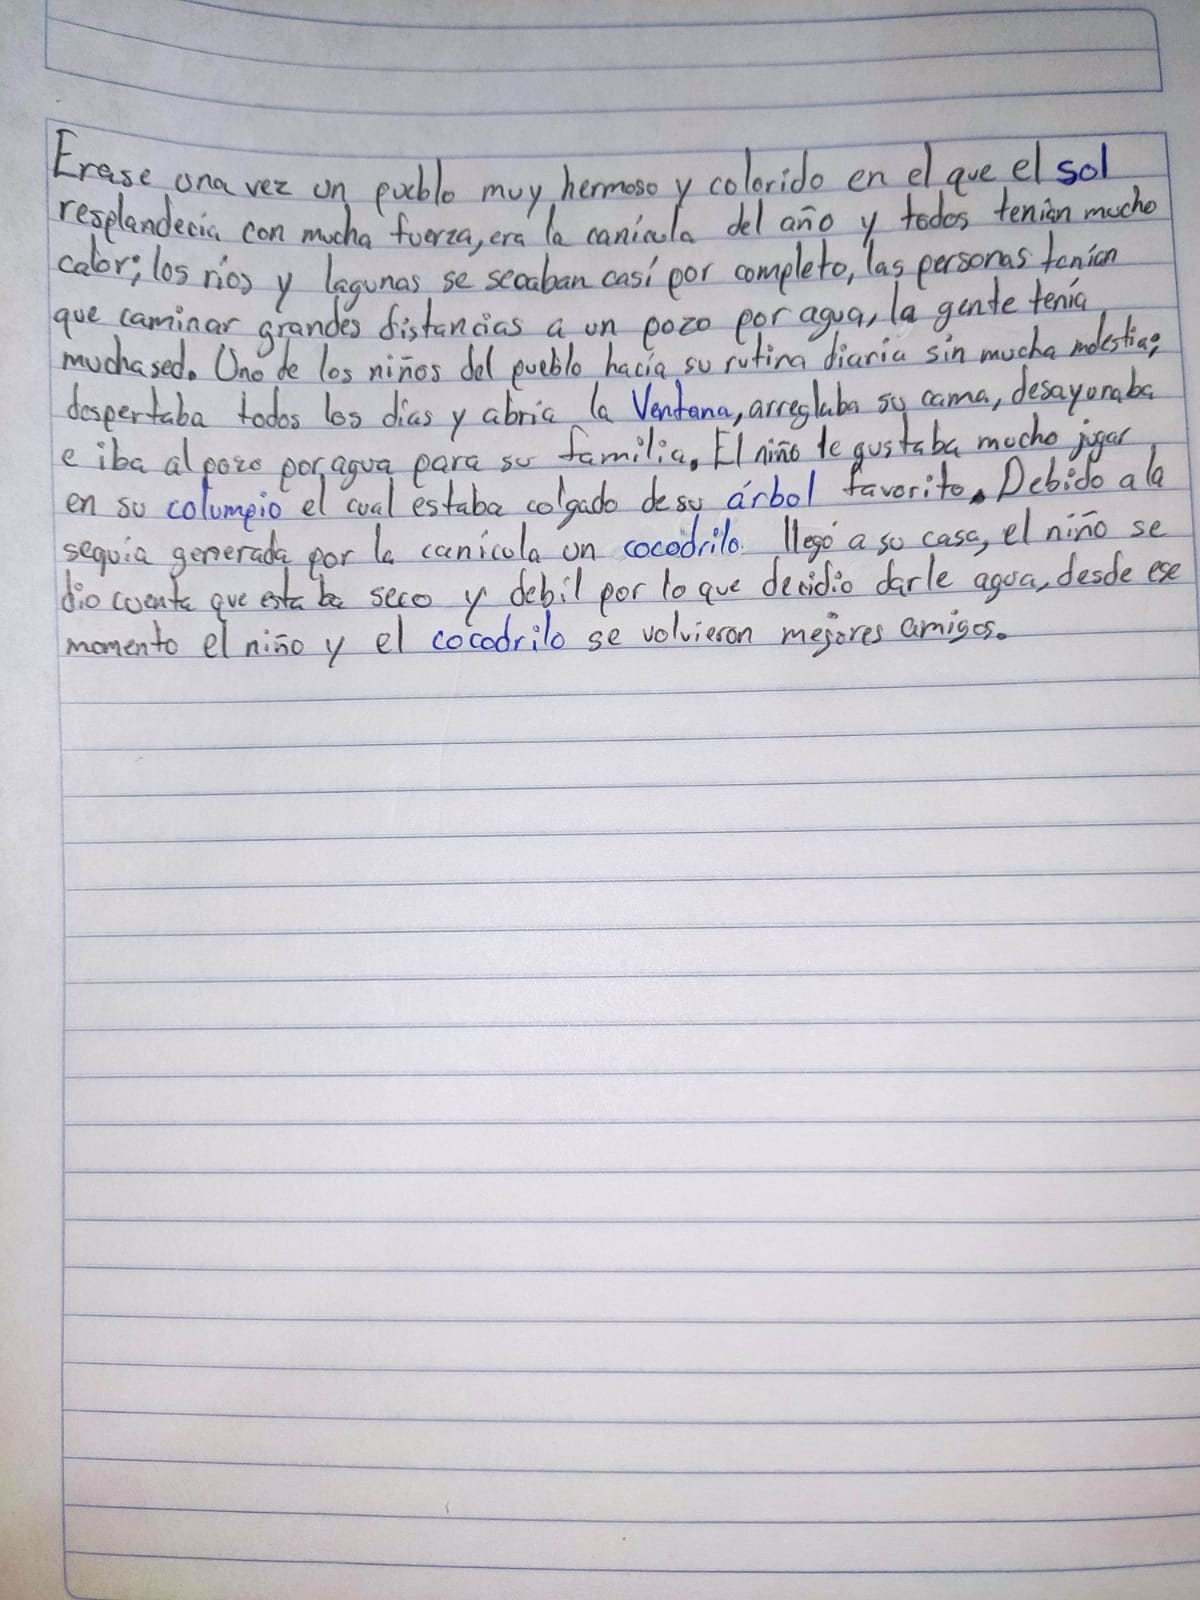 Erase una vez un pueblo muy hermoso y colorido en el que el sol
resplandecía con mucha fuerza, era la canícula del año y todos tenían mucho
calor; los ríos y lagunas se secaban casí por completo, las personas tenían
que caminar grandes distancias a un pozo por agua, la gente tenía
mucha sed. Uno de los niños del pueblo hacía su rutina diaria sin mucha molestia;
despertaba todos los días y abría la Ventana, arreglaba su cama, desayunaba
e iba al pozo por agua para su familia. El niño le gustaba mucho jugar
en su columpio el cual estaba colgado de su árbol favorito. Debido a la
sequía generada por la canícula un cocodrilo llegó a su casa, el niño se
dio cuenta que estaba seco y debíl por lo que decidio darle agua, desde ese
momento el niño y el cocodrilo se volvieron mejores amigos.